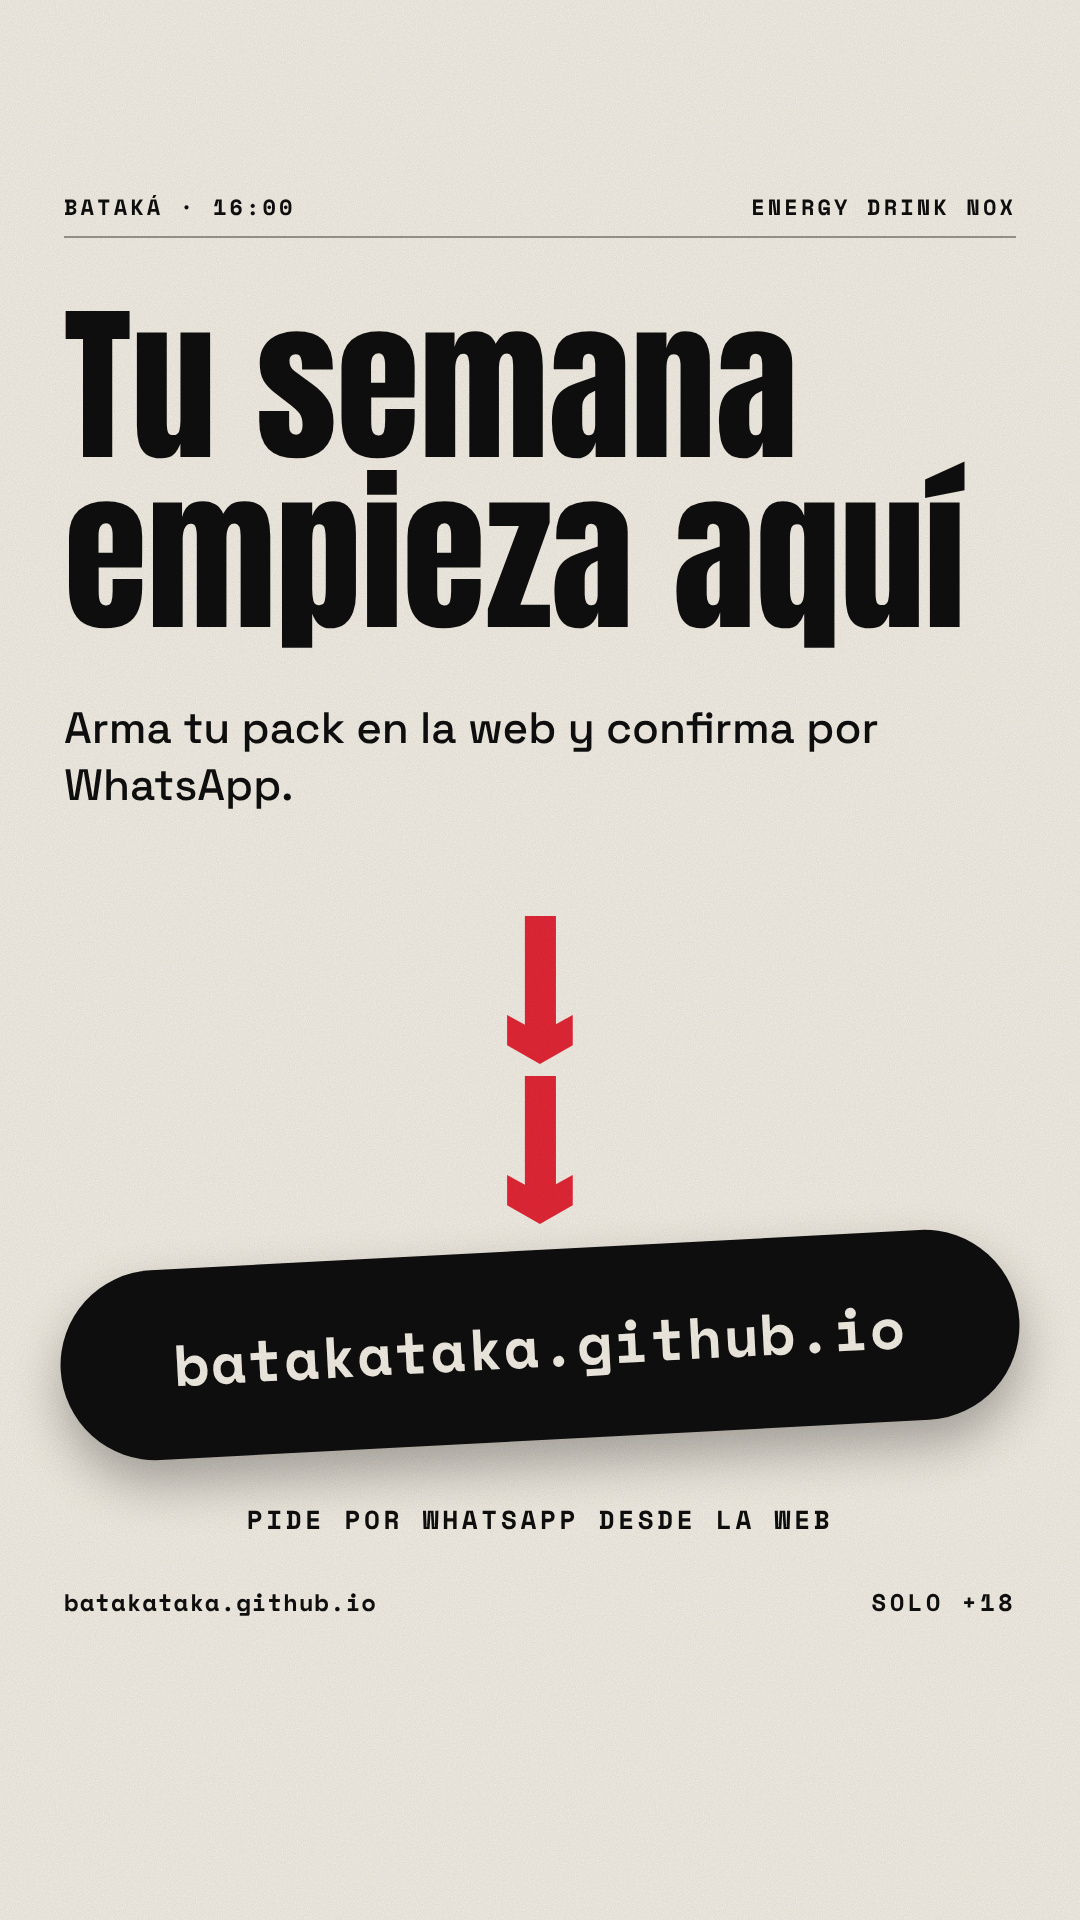 BATAKÁ · 16:00
ENERGY DRINK NOX
Tu semana
empieza aquí
Arma tu pack en la web y confirma por
WhatsApp.
batakataka.github.io
PIDE POR WHATSAPP DESDE LA WEB
batakataka.github.io
SOLO +18